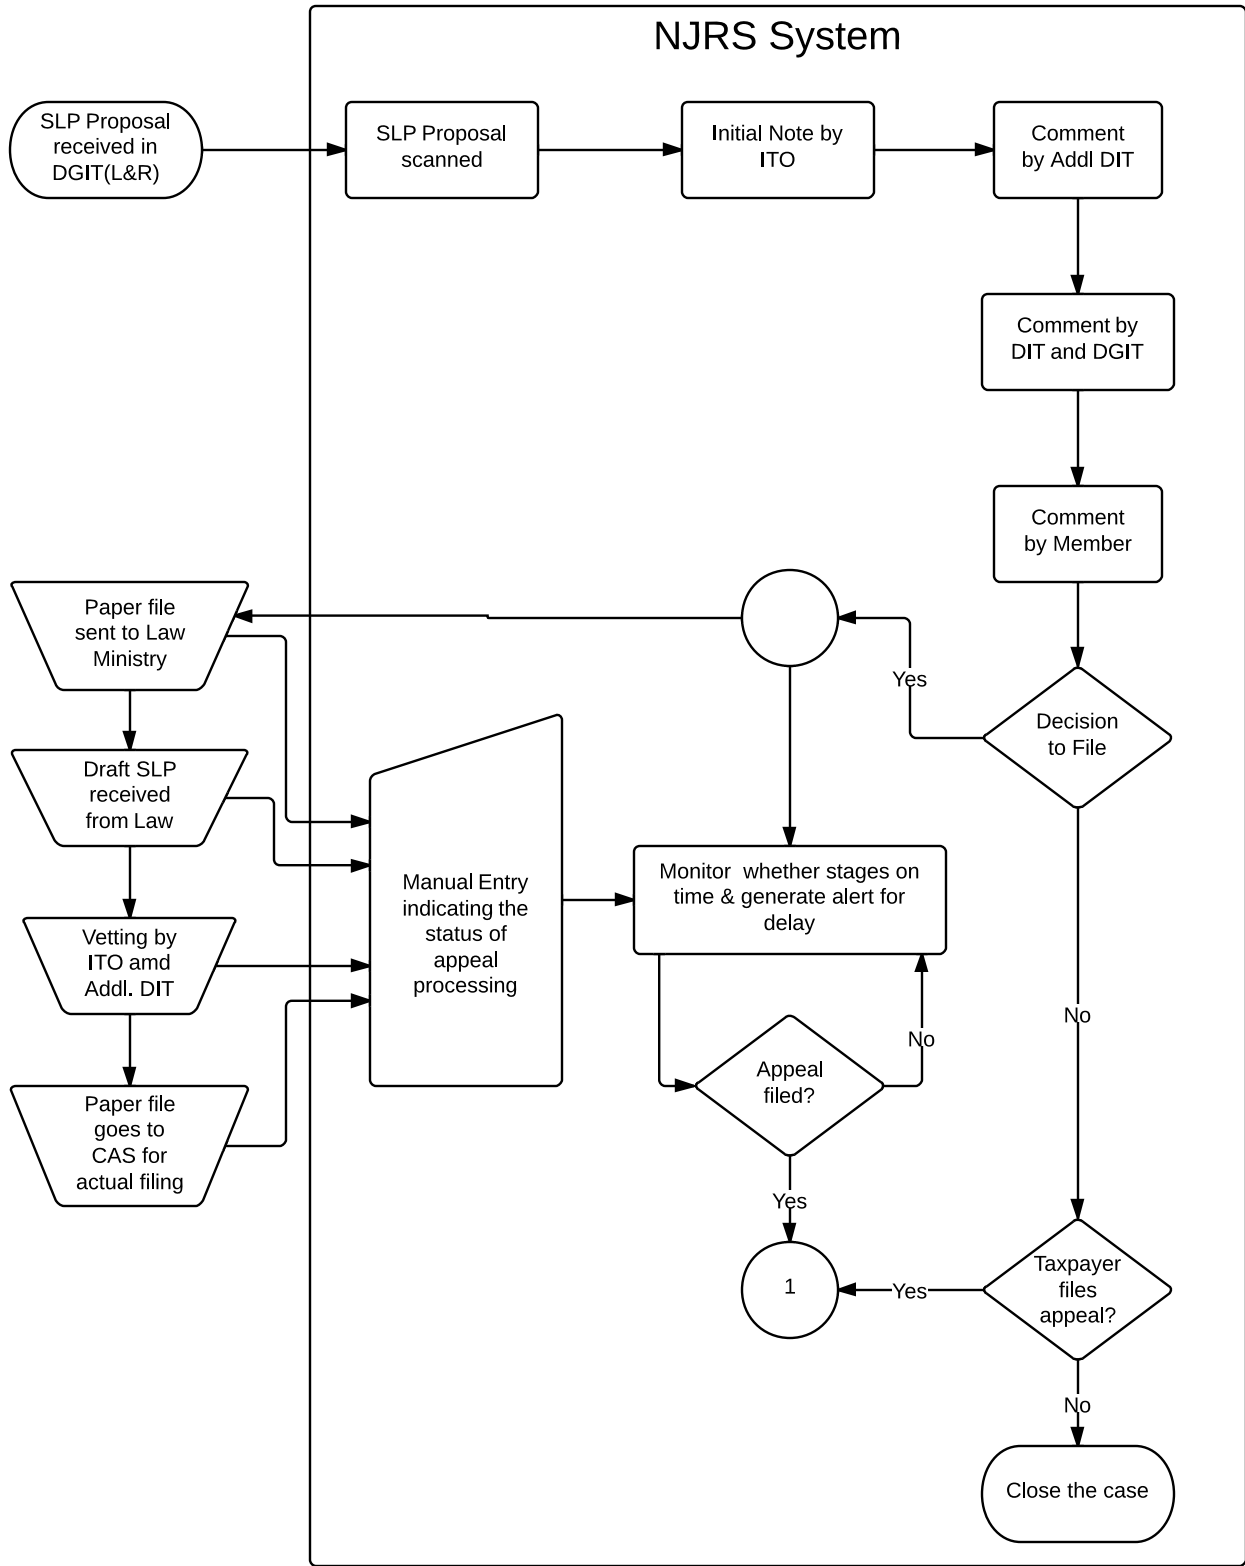 NJRS System
SLP Proposal
received in
DGIT(L&R)
SLP Proposal
scanned
Initial Note by
ITO
Comment
by Addl DIT
Comment by
DIT and DGIT
Comment
by Member
Decision
to File
Yes
No
Paper file
sent to Law
Ministry
Draft SLP
received
from Law
Vetting by
ITO amd
Addl. DIT
Paper file
goes to
CAS for
actual filing
Manual Entry
indicating the
status of
appeal
processing
Monitor whether stages on
time & generate alert for
delay
Appeal
filed?
No
Yes
1
Yes
Taxpayer
files
appeal?
No
Close the case